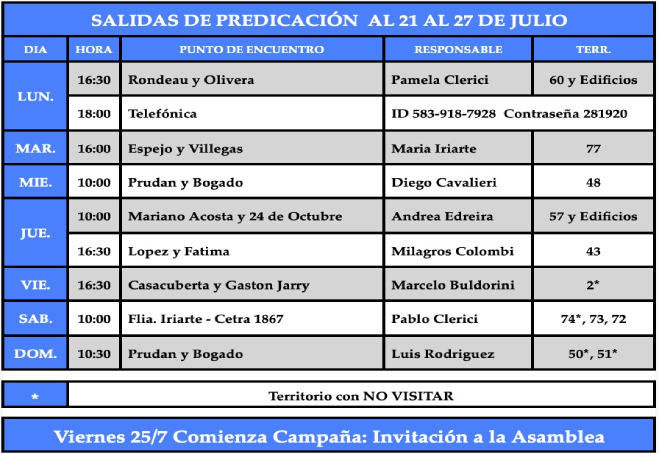 SALIDAS DE PREDICACIÓN AL 21 AL 27 DE JULIO
DIA HORA PUNTO DE ENCUENTRO RESPONSABLE TERR.
LUN. 16:30 Rondeau y Olivera Pamela Clerici 60 y Edificios
18:00 Telefónica ID 583-918-7928 Contraseña 281920
MAR. 16:00 Espejo y Villegas Maria Iriarte 77
MIE. 10:00 Prudan y Bogado Diego Cavalieri 48
JUE. 10:00 Mariano Acosta y 24 de Octubre Andrea Edreira 57 y Edificios
16:30 Lopez y Fatima Milagros Colombi 43
VIE. 16:30 Casacuberta y Gaston Jarry Marcelo Buldorini 2*
SAB. 10:00 Flia. Iriarte - Cetra 1867 Pablo Clerici 74*, 73, 72
DOM. 10:30 Prudan y Bogado Luis Rodriguez 50*, 51*
* Territorio con NO VISITAR
Viernes 25/7 Comienza Campaña: Invitación a la Asamblea